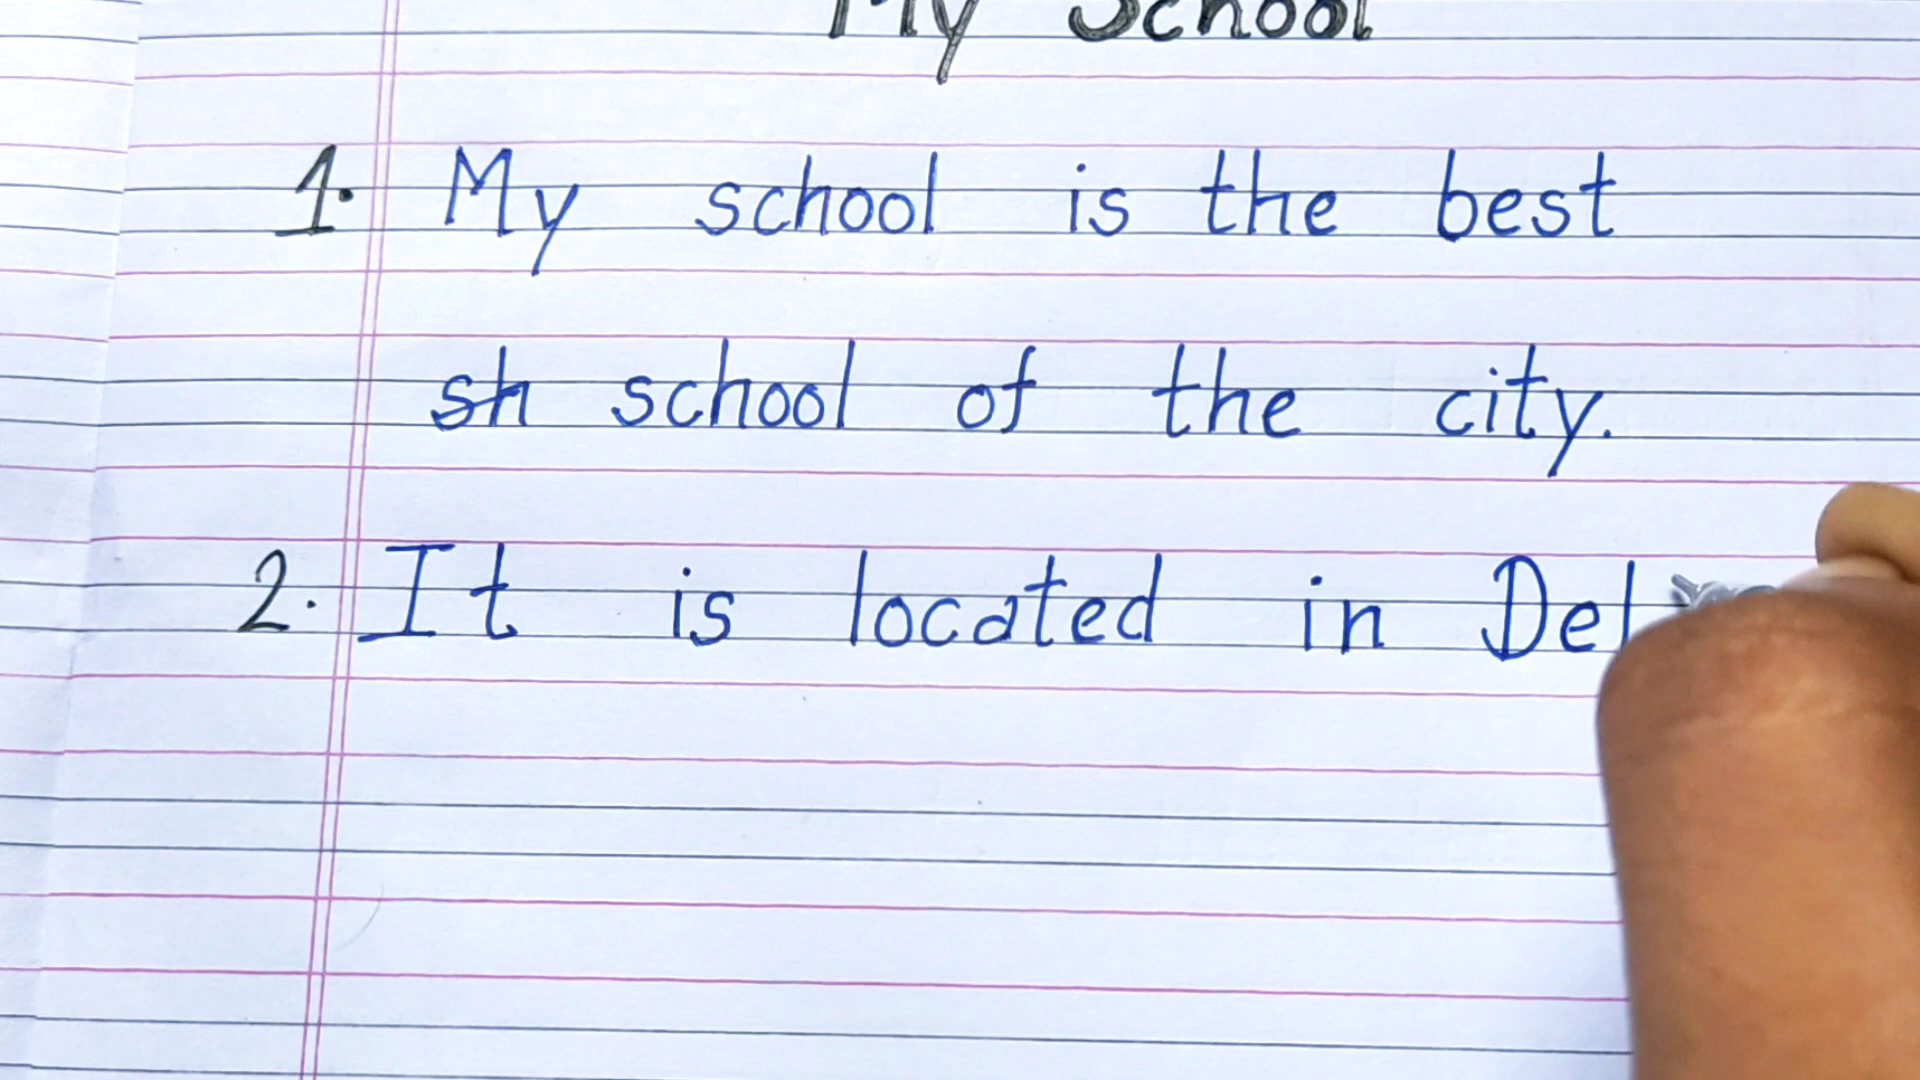 My School
1. My school is the best
sh school of the city.
2. It is located in Del